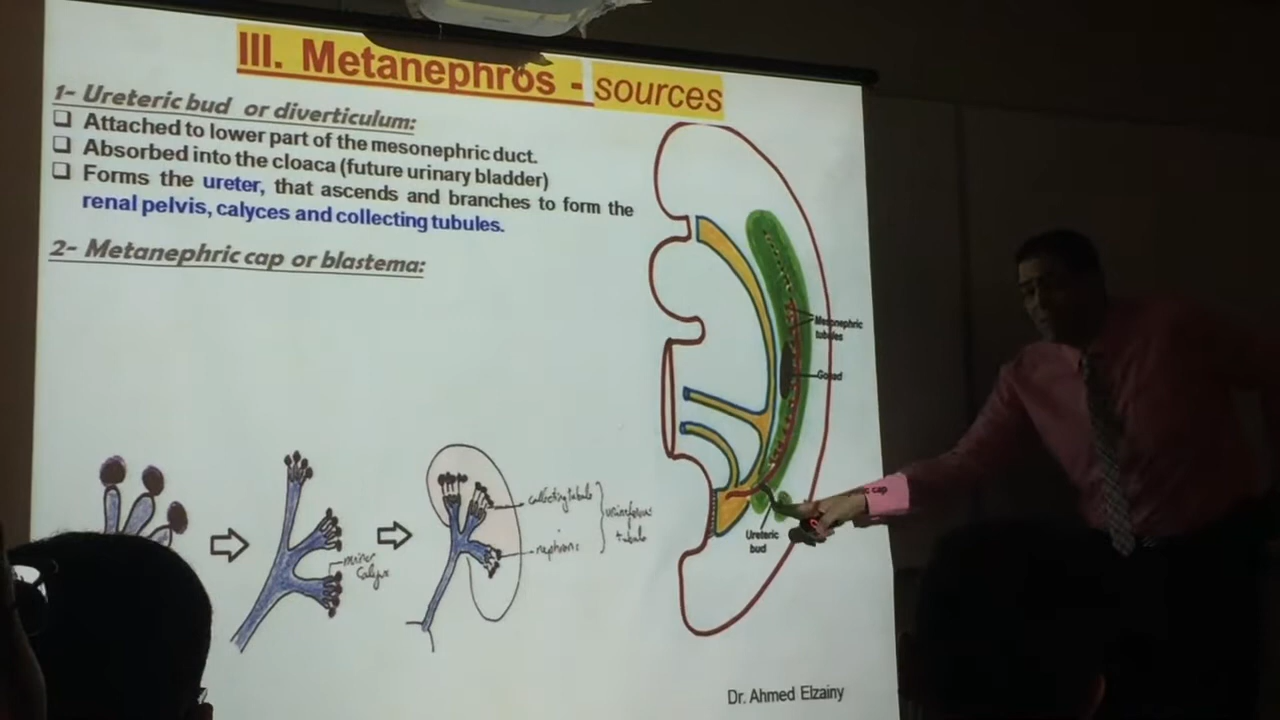 III. Metanephros - sources
1- Ureteric bud or diverticulum:
❑ Attached to lower part of the mesonephric duct.
❑ Absorbed into the cloaca (future urinary bladder)
❑ Forms the ureter, that ascends and branches to form the
renal pelvis, calyces and collecting tubules.
2- Metanephric cap or blastema:
Mesonephric
tubules
Gonad
cap
Ureteric
bud
minor
Calyx
collecting tubule
nephrons
uriniferous
tubule
Dr. Ahmed Elzainy